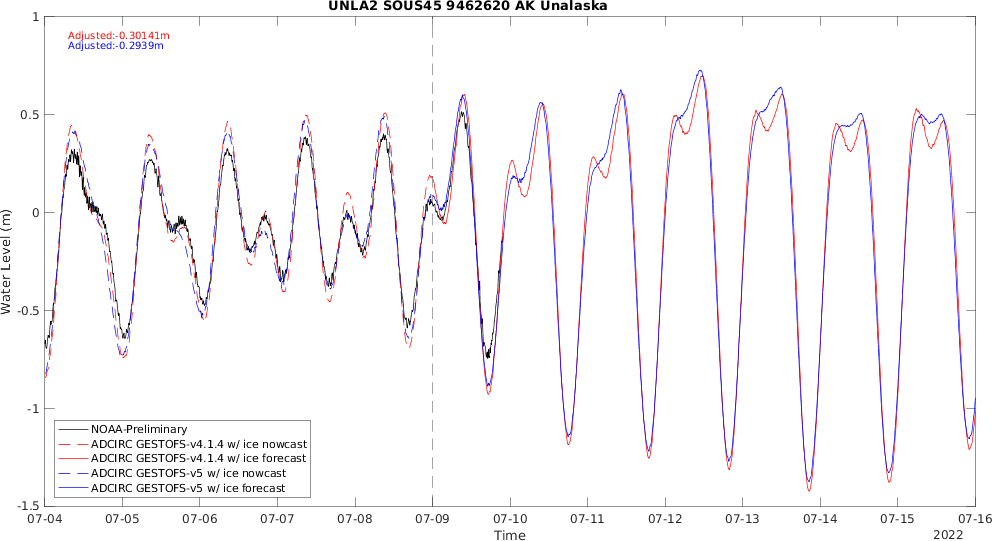 UNLA2 SOUS45 9462620 AK Unalaska
Adjusted:-0.30141m
Adjusted:-0.2939m
1
0.5
0
-0.5
-1
-1.5
Water Level (m)
NOAA-Preliminary
ADCIRC GESTOFS-v4.1.4 w/ ice nowcast
ADCIRC GESTOFS-v4.1.4 w/ ice forecast
ADCIRC GESTOFS-v5 w/ ice nowcast
ADCIRC GESTOFS-v5 w/ ice forecast
07-04 07-05 07-06 07-07 07-08 07-09 07-10 07-11 07-12 07-13 07-14 07-15 07-16
Time
2022